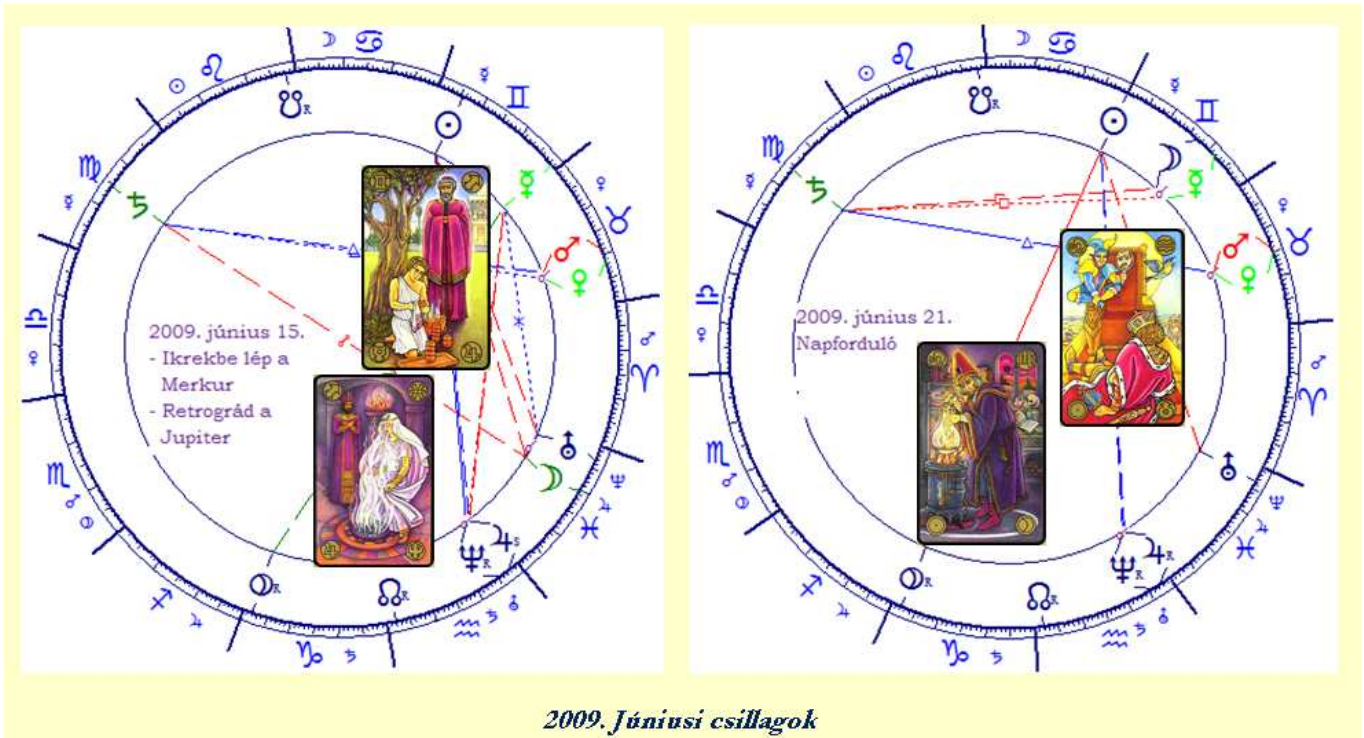 2009. június 15.
- Ikrekbe lép a
Merkur
- Retrográd a
Jupiter
2009. június 21.
Napforduló
2009. Júniusi csillagok